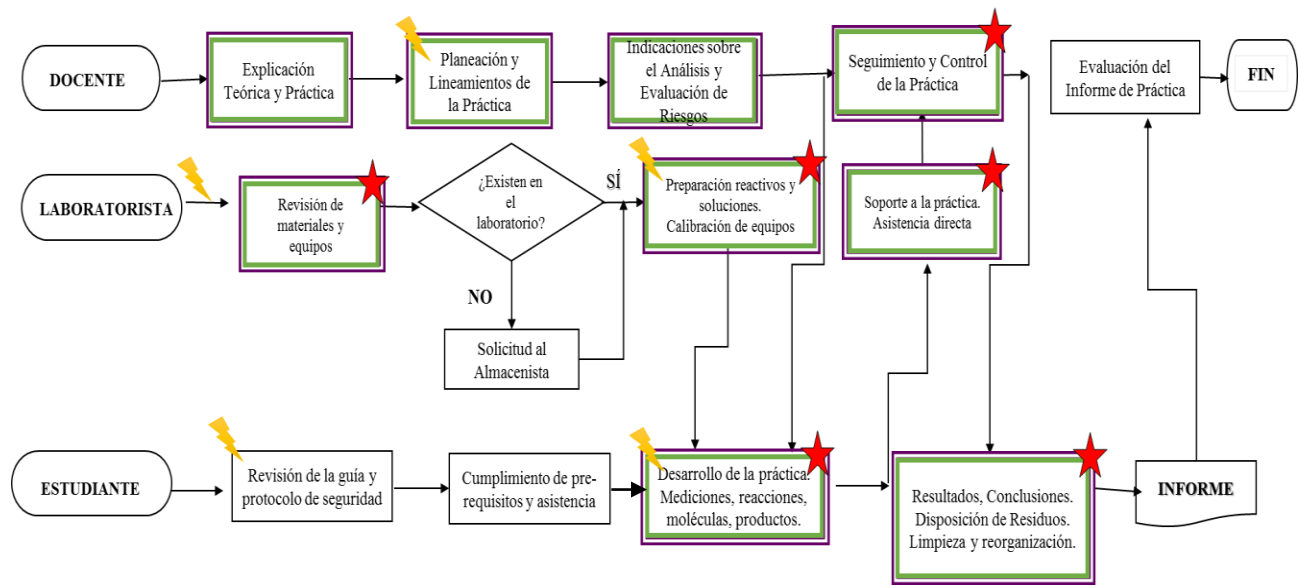 DOCENTE
Explicación
Teórica y Práctica
Planeación y
Lineamientos de
la Práctica
Indicaciones sobre
el Análisis y
Evaluación de
Riesgos
Seguimiento y Control
de la Práctica
Evaluación del
Informe de Práctica
FIN
LABORATORISTA
Revisión de
materiales y
equipos
¿Existen en
el
laboratorio?
SÍ
NO
Solicitud al
Almacenista
Preparación reactivos y
soluciones.
Calibración de equipos
Soporte a la práctica.
Asistencia directa
ESTUDIANTE
Revisión de la guía y
protocolo de seguridad
Cumplimiento de pre-
requisitos y asistencia
Desarrollo de la práctica.
Mediciones, reacciones,
moléculas, productos.
Resultados, Conclusiones.
Disposición de Residuos.
Limpieza y reorganización.
INFORME